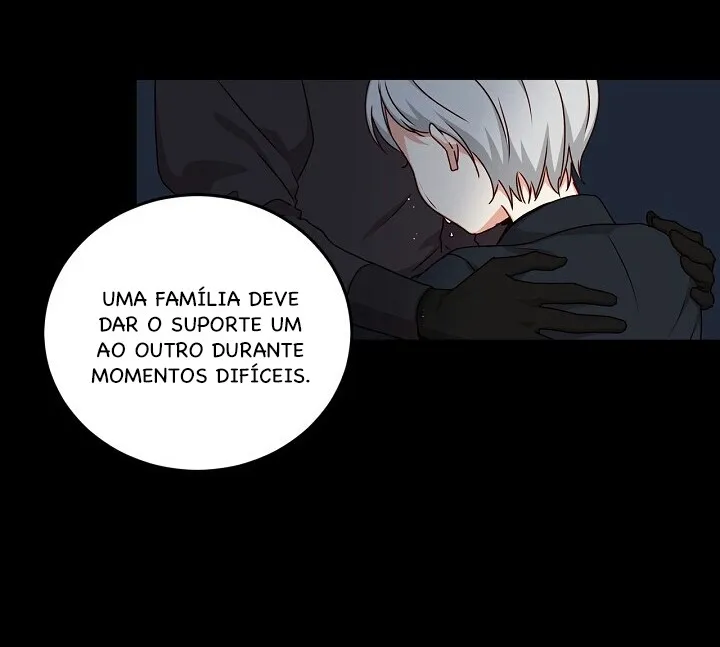 UMA FAMÍLIA DEVE
DAR O SUPORTE UM
AO OUTRO DURANTE
MOMENTOS DIFÍCEIS.